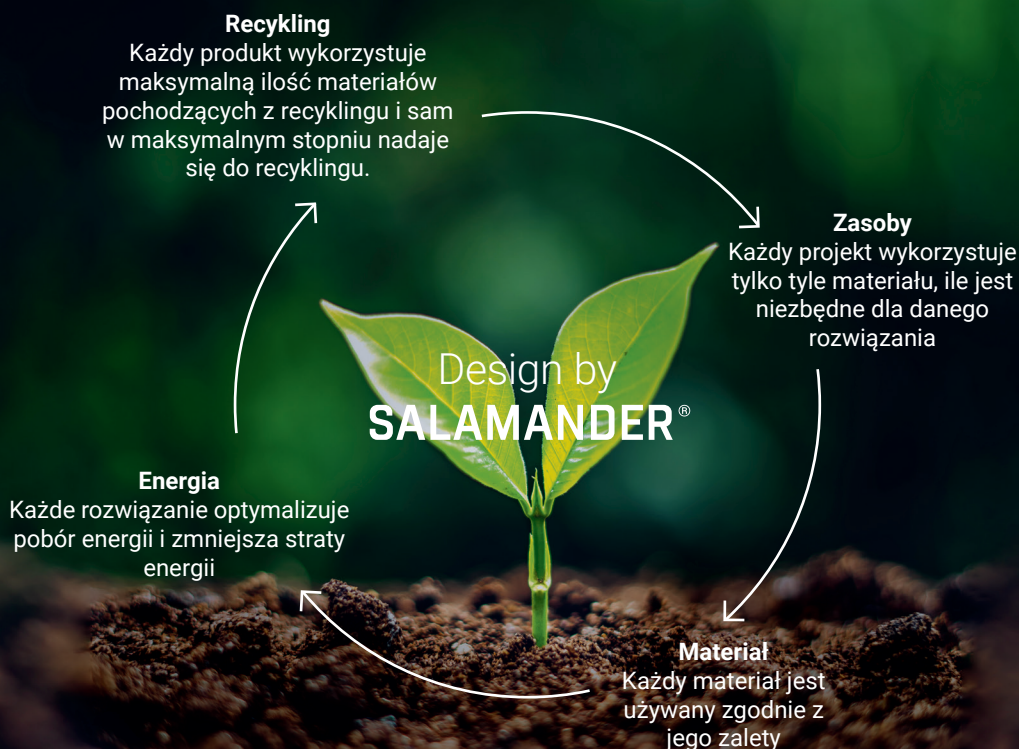 Recykling
Każdy produkt wykorzystuje
maksymalną ilość materiałów
pochodzących z recyklingu i sam
w maksymalnym stopniu nadaje
się do recyklingu.
Zasoby
Każdy projekt wykorzystuje
tylko tyle materiału, ile jest
niezbędne dla danego
rozwiązania
Design by
SALAMANDER®
Energia
Każde rozwiązanie optymalizuje
pobór energii i zmniejsza straty
energii
Materiał
Każdy materiał jest
używany zgodnie z
jego zalety